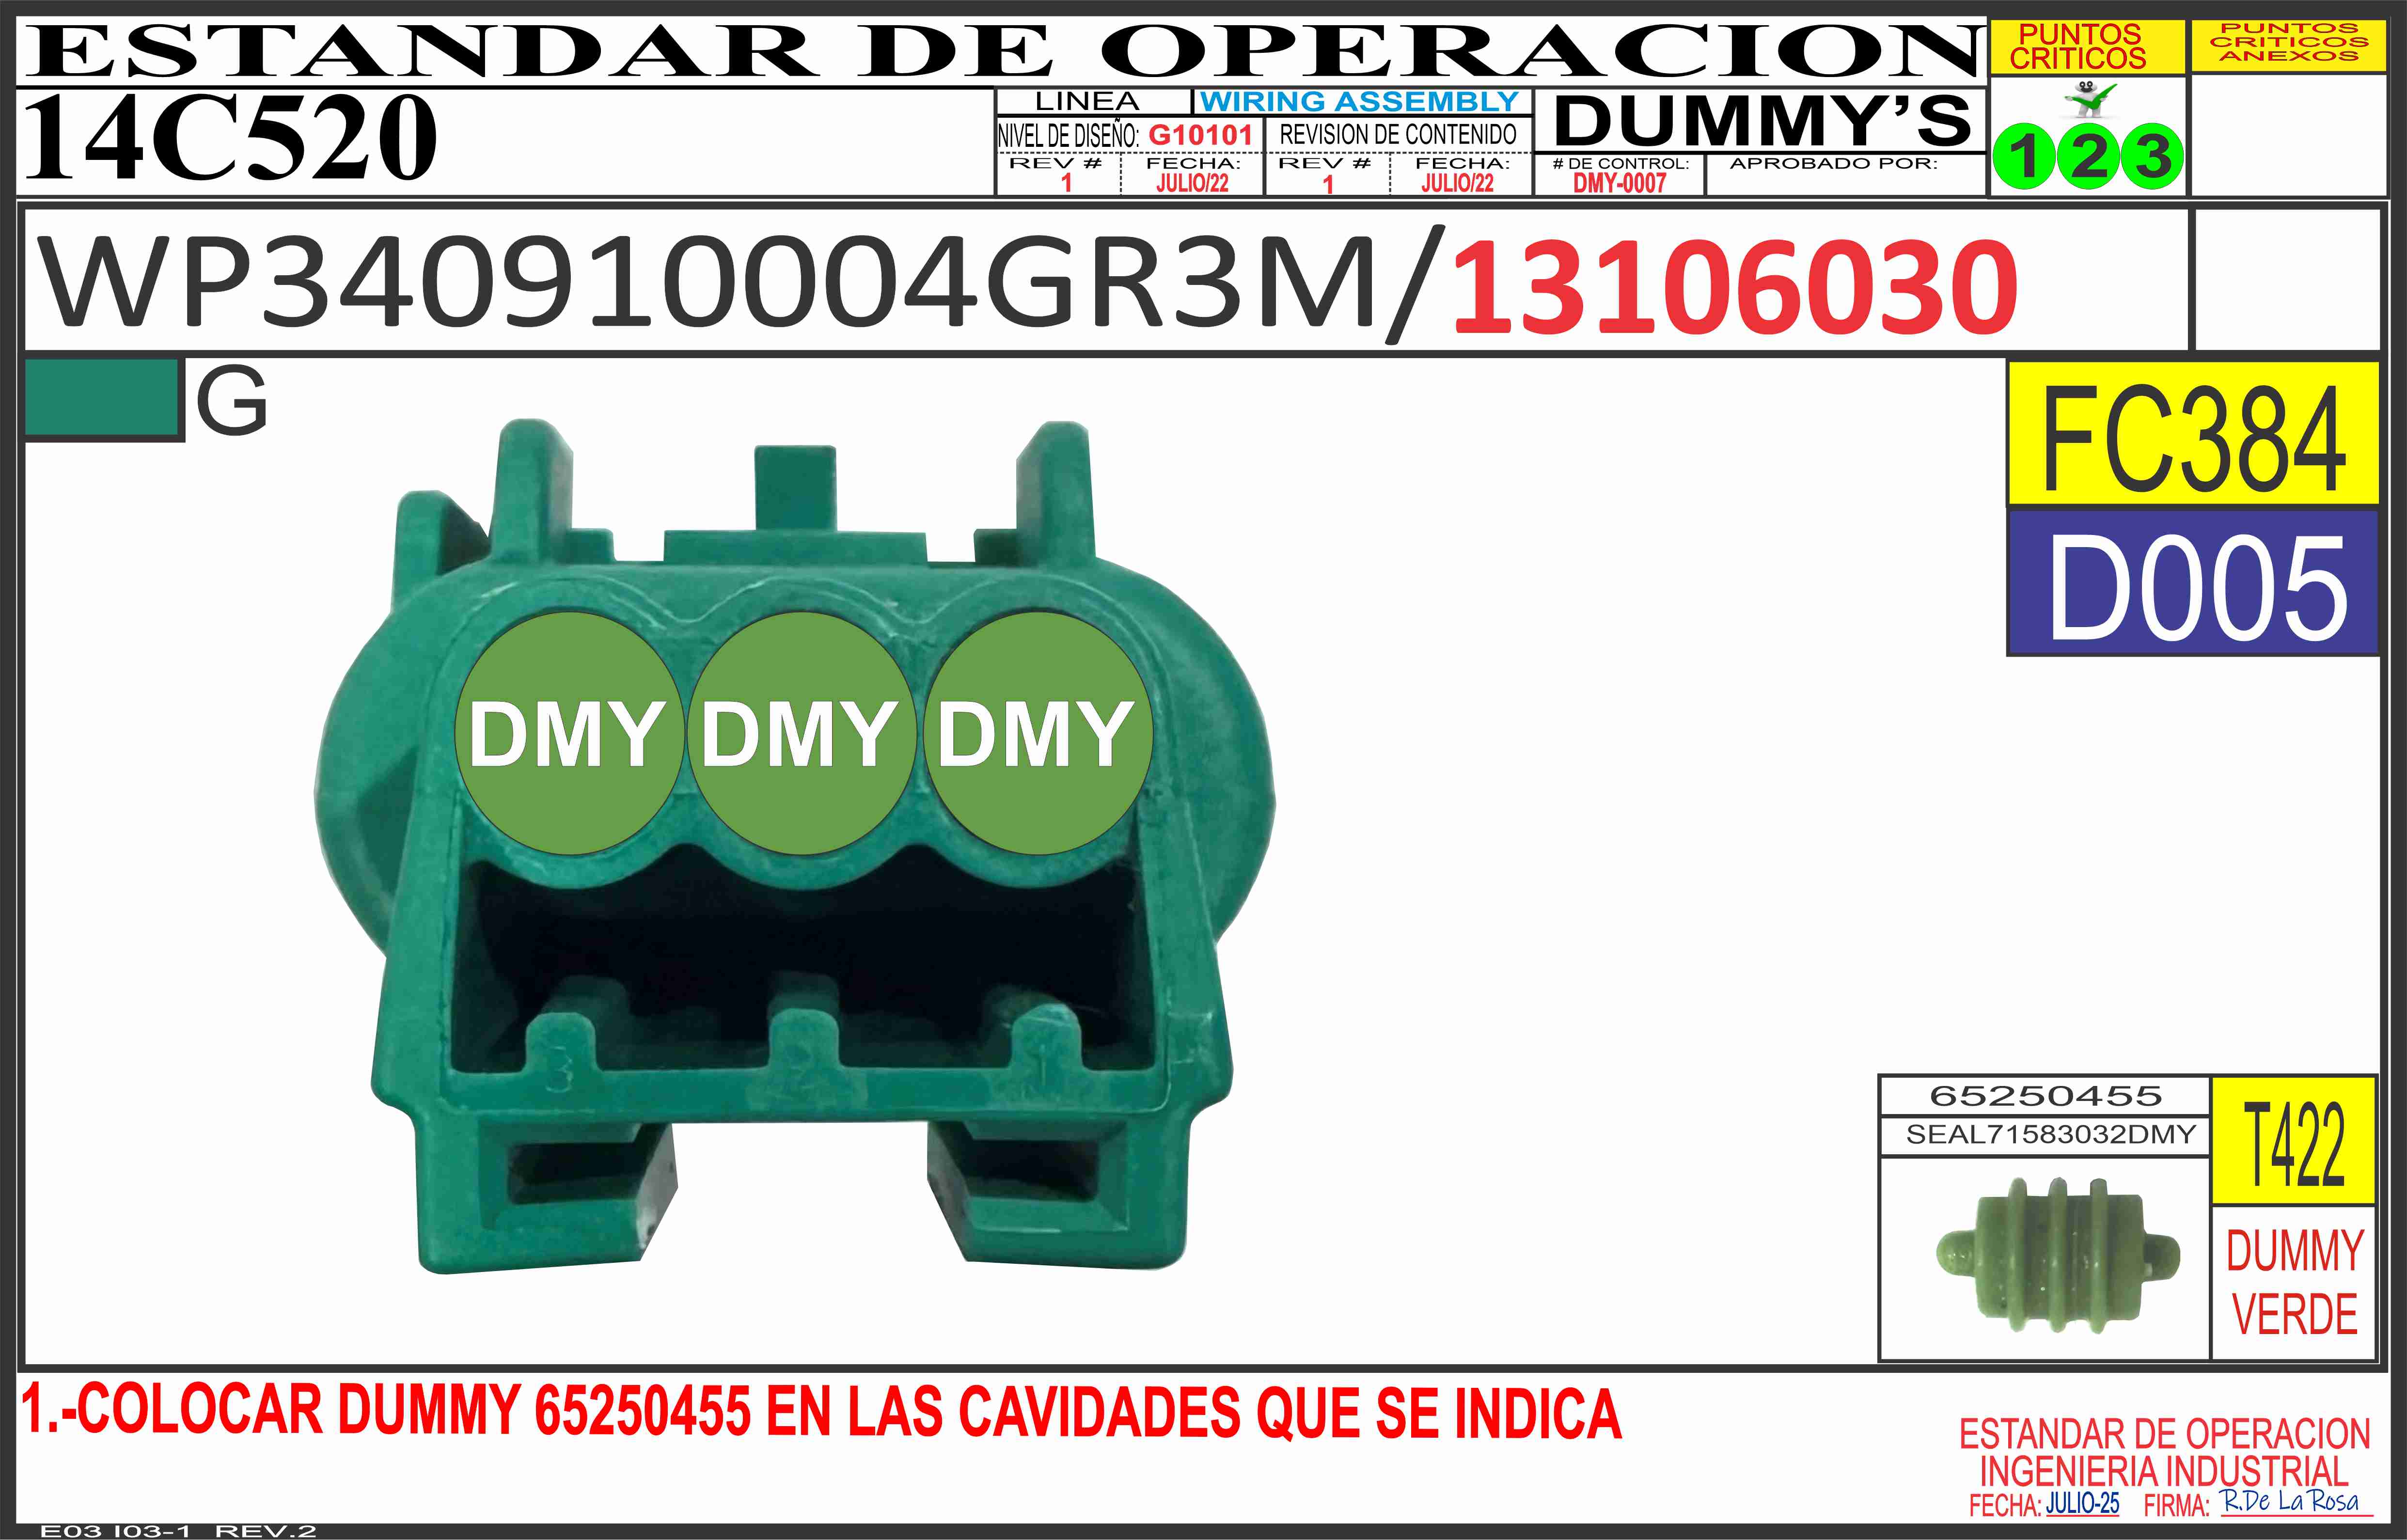 ESTANDAR DE OPERACION
PUNTOS CRITICOS
PUNTOS CRITICOS ANEXOS
14C520
LINEA WIRING ASSEMBLY
NIVEL DE DISEÑO: G10101 REVISION DE CONTENIDO
DUMMY'S
REV # FECHA: REV # FECHA:
1 JULIO/22 1 JULIO/22
# DE CONTROL: APROBADO POR:
DMY-0007
1 2 3
WP340910004GR3M/13106030
G
FC384
D005
DMY DMY DMY
3 2 1
65250455
SEAL71583032DMY
T422
DUMMY
VERDE
1.-COLOCAR DUMMY 65250455 EN LAS CAVIDADES QUE SE INDICA
ESTANDAR DE OPERACION
INGENIERIA INDUSTRIAL
FECHA: JULIO-25 FIRMA: R.De La Rosa
E03 I03-1 REV.2